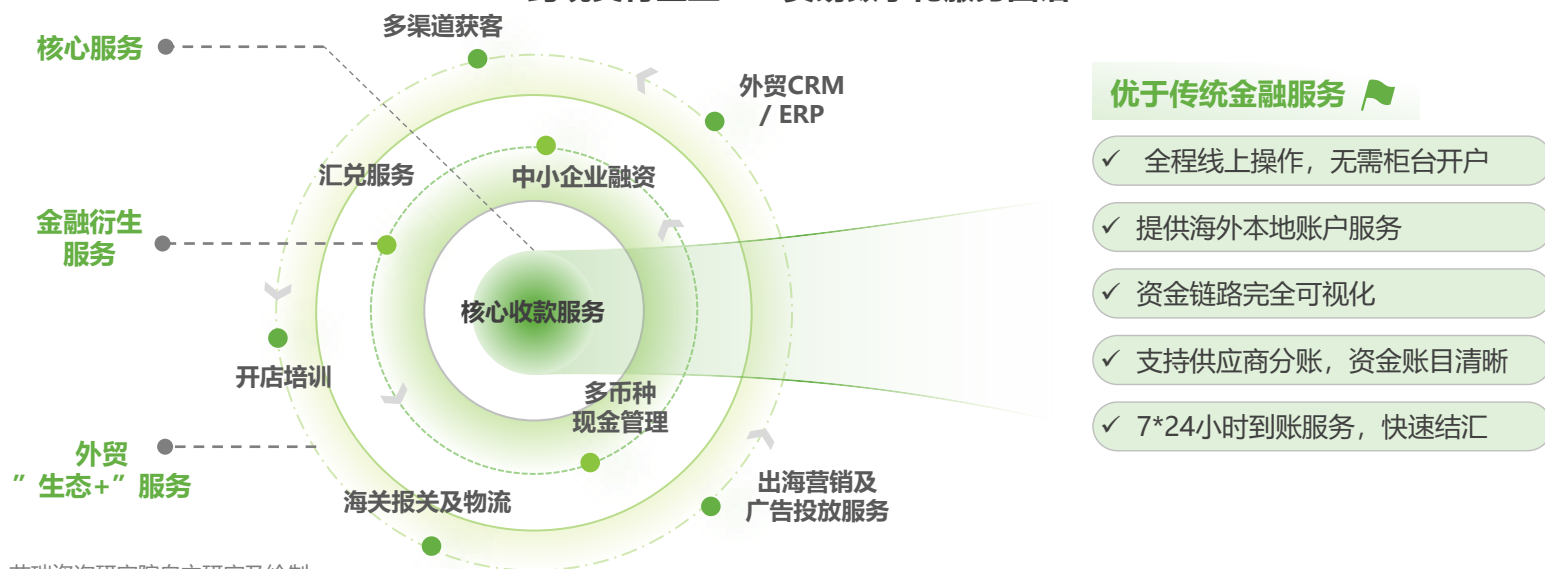 多渠道获客
核心服务
外贸CRM
/ ERP
优于传统金融服务
全程线上操作，无需柜台开户
汇兑服务
中小企业融资
金融衍生
服务
提供海外本地账户服务
资金链路完全可视化
核心收款服务
支持供应商分账，资金账目清晰
开店培训
多币种
现金管理
7*24小时到账服务，快速结汇
外贸
”生态+”服务
海关报关及物流
出海营销及
广告投放服务